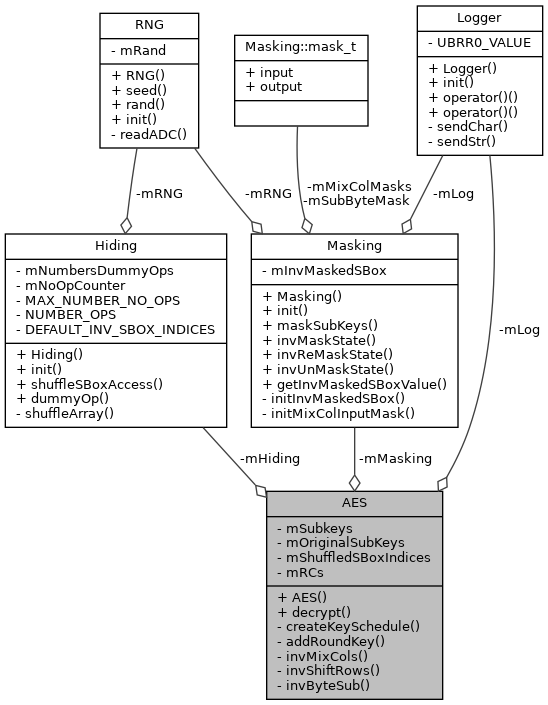 RNG
- mRand
+ RNG()
+ seed()
+ rand()
+ init()
- readADC()
Masking::mask_t
+ input
+ output
Logger
- UBRR0_VALUE
+ Logger()
+ init()
+ operator()()
+ operator()()
- sendChar()
- sendStr()
-mRNG
-mRNG
-mMixColMasks
-mSubByteMask
-mLog
Hiding
- mNumbersDummyOps
- mNoOpCounter
- MAX_NUMBER_NO_OPS
- NUMBER_OPS
- DEFAULT_INV_SBOX_INDICES
+ Hiding()
+ init()
+ shuffleSBoxAccess()
+ dummyOp()
- shuffleArray()
Masking
- mInvMaskedSBox
+ Masking()
+ init()
+ maskSubKeys()
+ invMaskState()
+ invReMaskState()
+ invUnMaskState()
+ getInvMaskedSBoxValue()
- initInvMaskedSBox()
- initMixColInputMask()
-mLog
-mHiding
-mMasking
AES
- mSubkeys
- mOriginalSubKeys
- mShuffledSBoxIndices
- mRCs
+ AES()
+ decrypt()
- createKeySchedule()
- addRoundKey()
- invMixCols()
- invShiftRows()
- invByteSub()